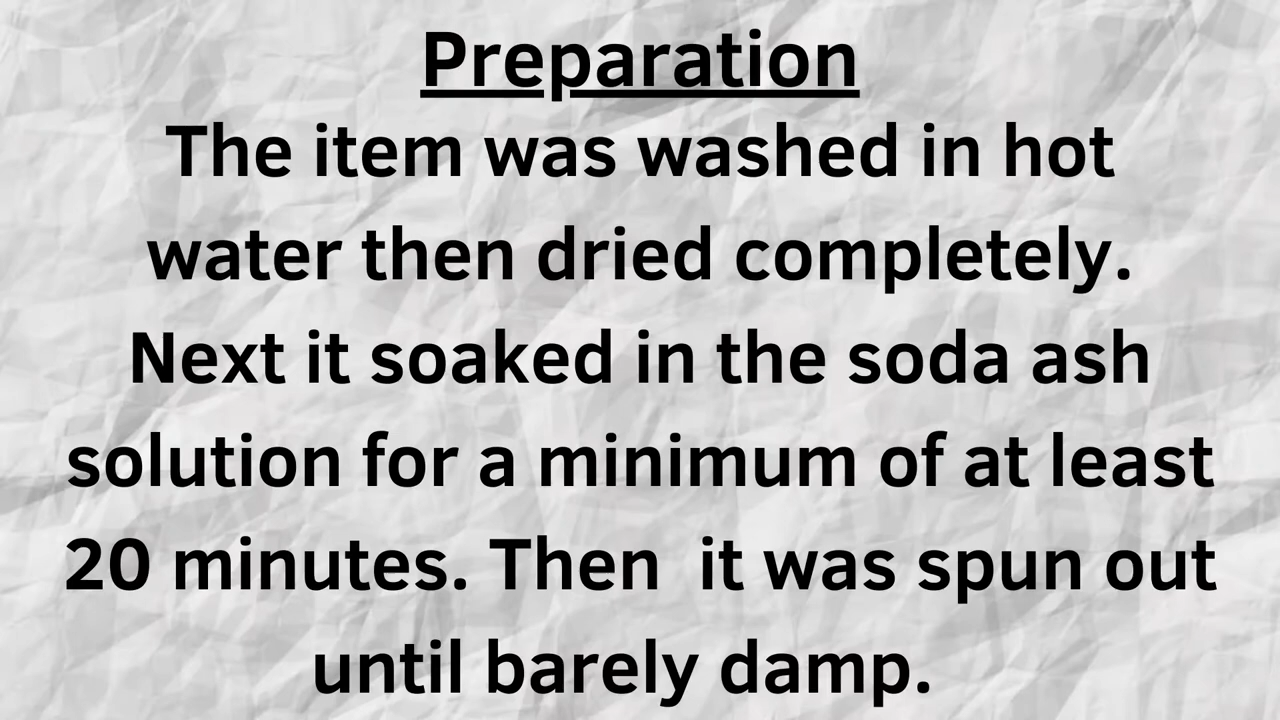 Preparation
The item was washed in hot
water then dried completely.
Next it soaked in the soda ash
solution for a minimum of at least
20 minutes. Then  it was spun out
until barely damp.